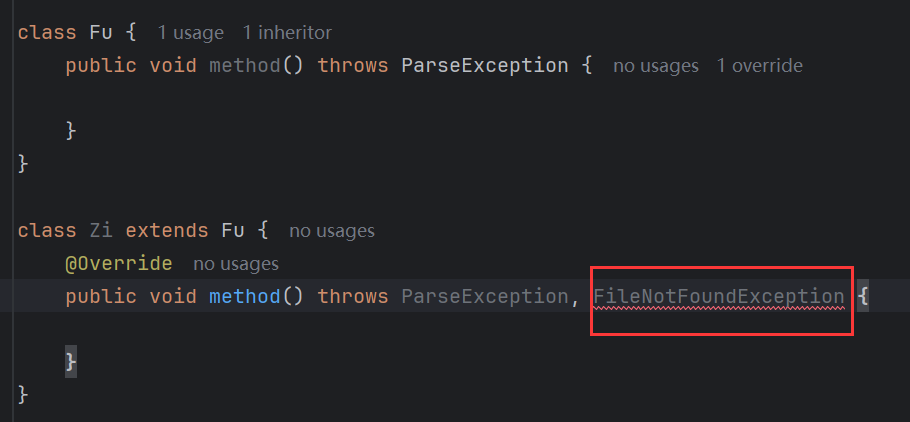 class Fu { 1 usage 1 inheritor
public void method() throws ParseException { no usages 1 override
}
}
class Zi extends Fu { no usages
@Override no usages
public void method() throws ParseException, FileNotFoundException {
}
}